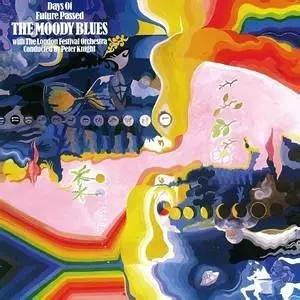 Days Of
Future Passed
THE MOODY BLUES
with The London Festival Orchestra
Conducted by Peter Knight